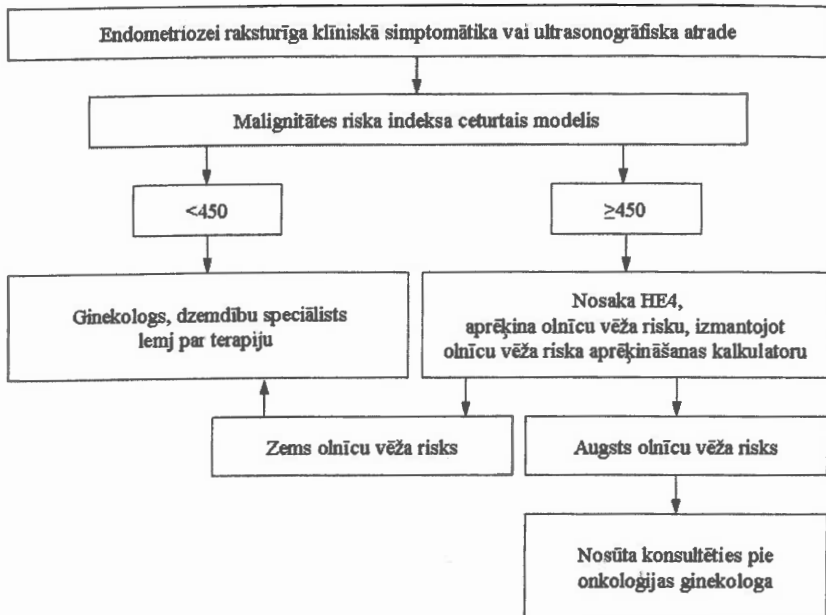 Endometriozei raksturīga klīniskā simptomātika vai ultrasonogrāfiska atrade
Malignitātes riska indeksa ceturtais modelis
<450
≥450
Ginekologs, dzemdību speciālists
lemj par terapiju
Nosaka HE4,
aprēķina olnīcu vēža risku, izmantojot
olnīcu vēža riska aprēķināšanas kalkulatoru
Zems olnīcu vēža risks
Augsts olnīcu vēža risks
Nosūta konsultēties pie
onkoloģijas ginekologa